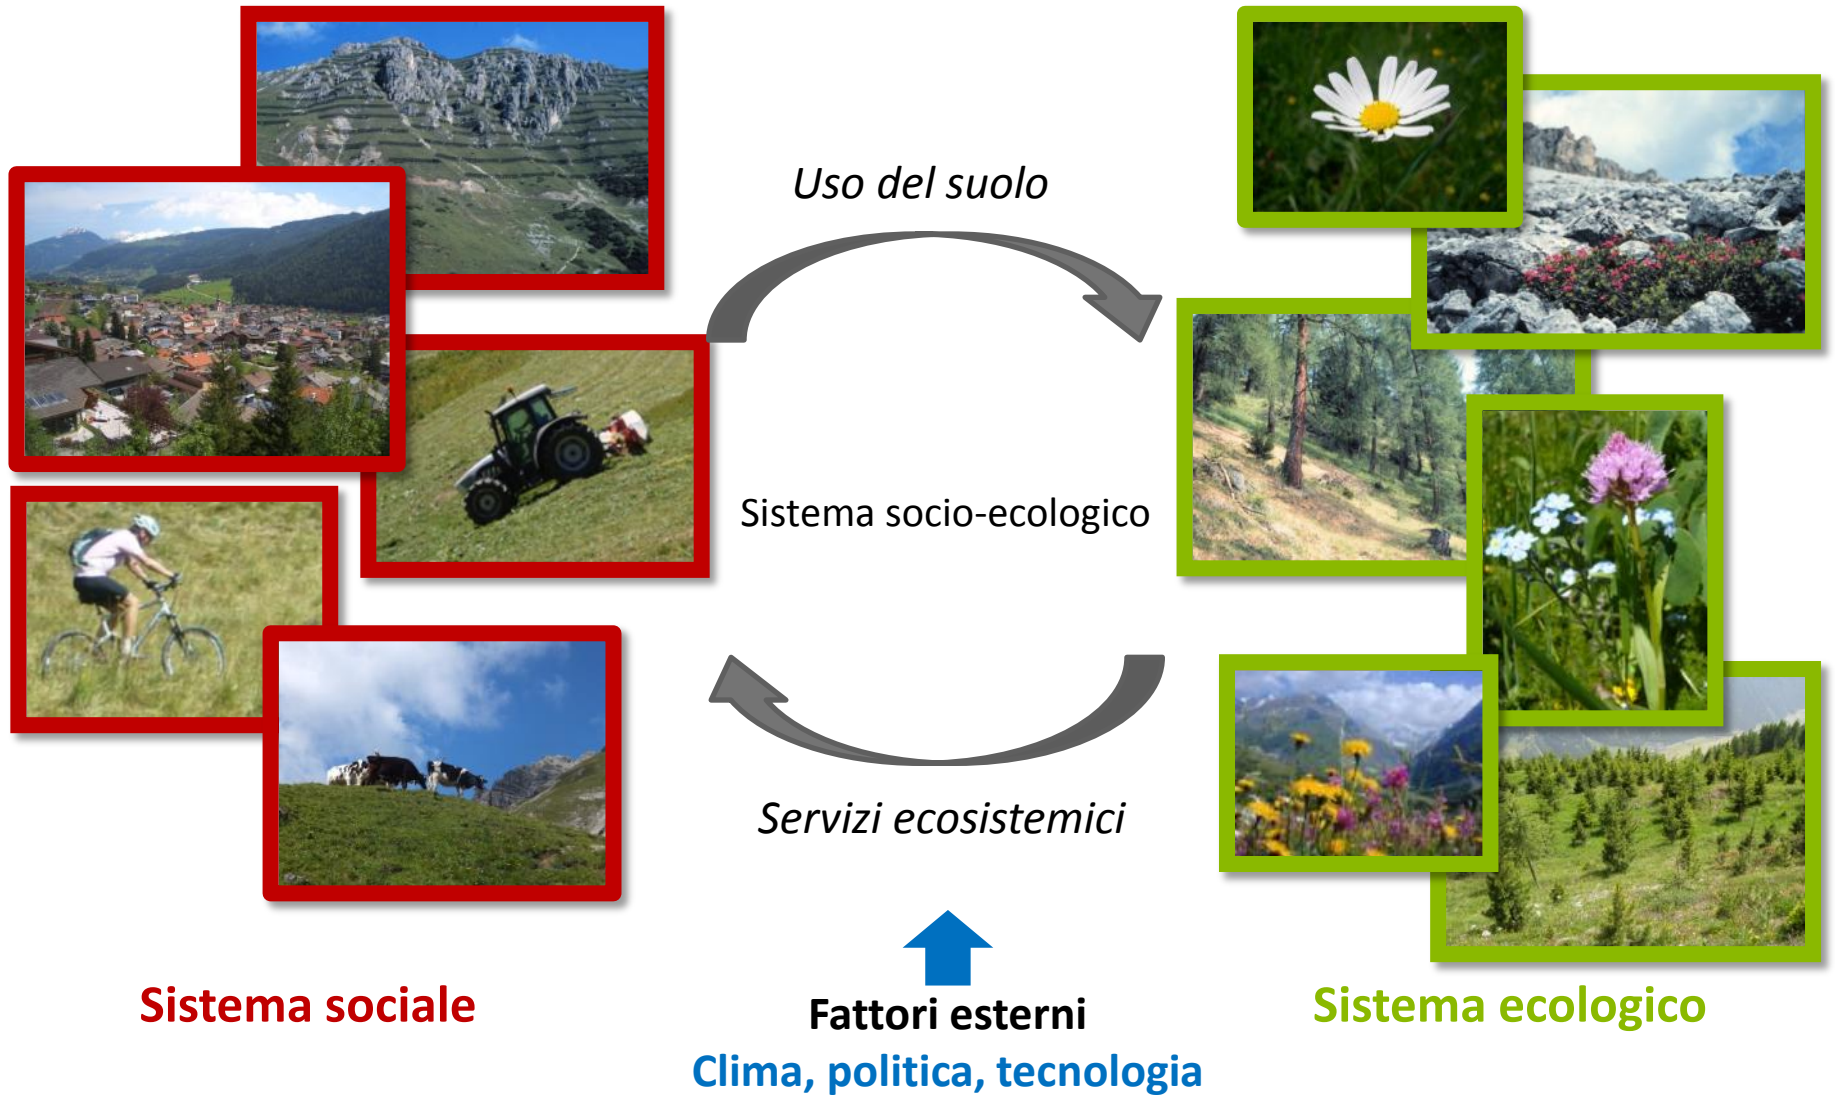 Uso del suolo
Sistema socio-ecologico
Servizi ecosistemici
Sistema sociale
Fattori esterni
Clima, politica, tecnologia
Sistema ecologico